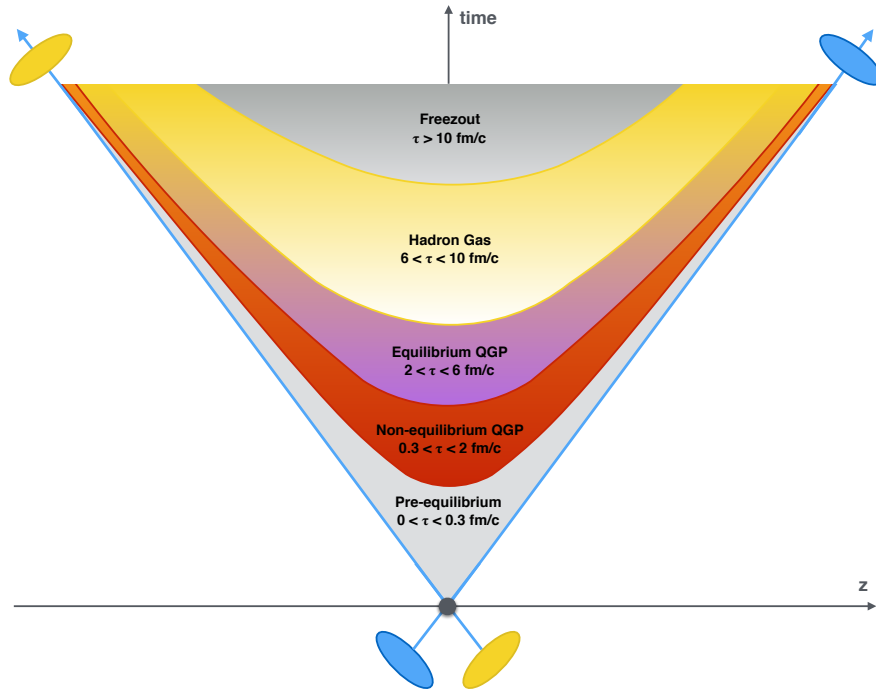 time
Freezout
τ > 10 fm/c
Hadron Gas
6 < τ < 10 fm/c
Equilibrium QGP
2 < τ < 6 fm/c
Non-equilibrium QGP
0.3 < τ < 2 fm/c
Pre-equilibrium
0 < τ < 0.3 fm/c
z